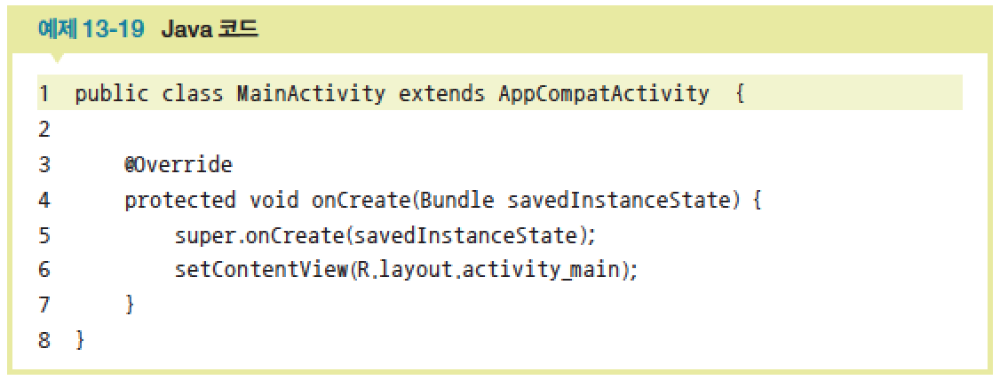 예제 13-19 Java 코드
1 public class MainActivity extends AppCompatActivity {
2
3 @Override
4 protected void onCreate(Bundle savedInstanceState) {
5 super.onCreate(savedInstanceState);
6 setContentView(R.layout.activity_main);
7 }
8 }